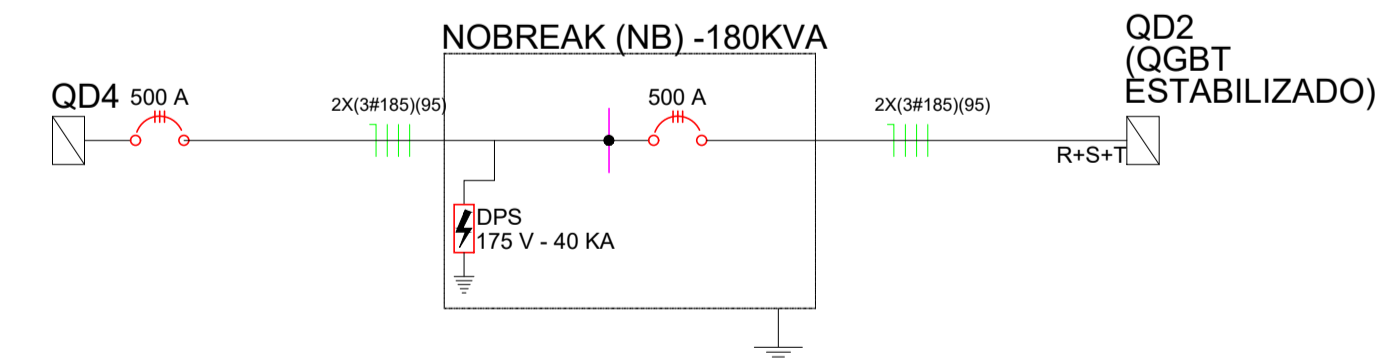 NOBREAK (NB) -180KVA
QD2
(QGBT
ESTABILIZADO)
QD4
500 A
2X(3#185)(95)
500 A
2X(3#185)(95)
R+S+T
DPS
175 V - 40 KA